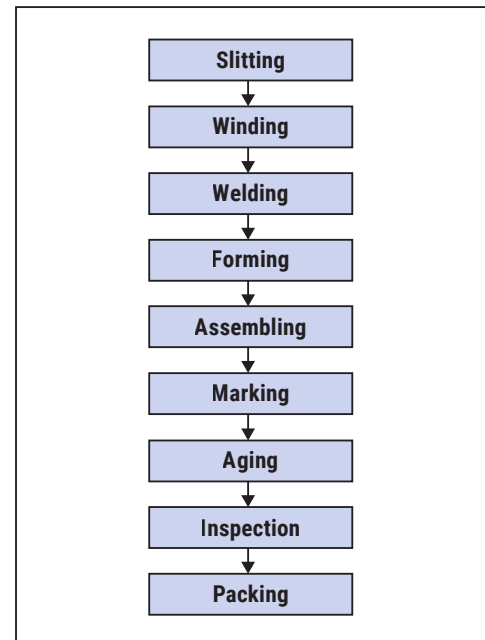 Slitting
Winding
Welding
Forming
Assembling
Marking
Aging
Inspection
Packing